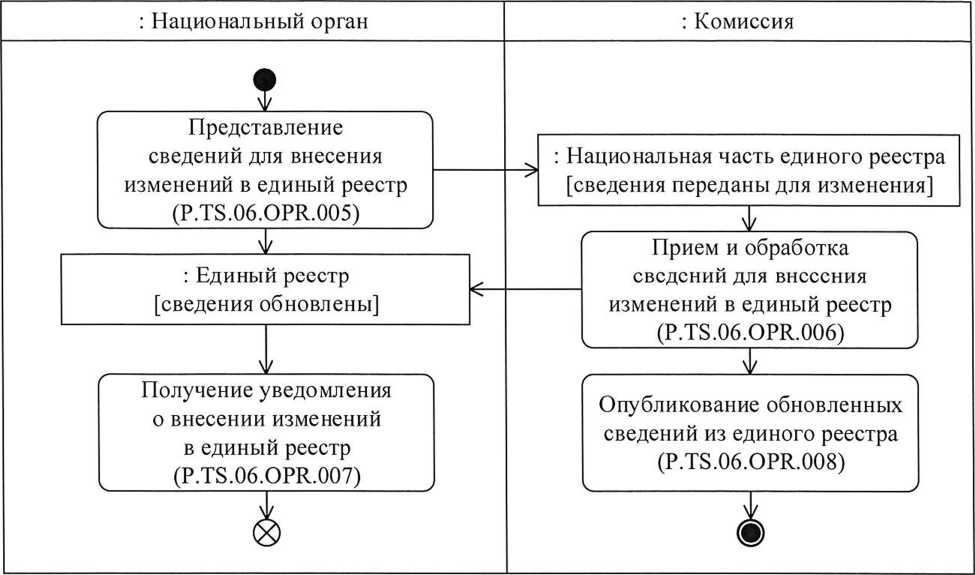 : Национальный орган
: Комиссия
Представление
сведений для внесения
изменений в единый реестр
(P.TS.06.OPR.005)
: Национальная часть единого реестра
[сведения переданы для изменения]
: Единый реестр
[сведения обновлены]
Прием и обработка
сведений для внесения
изменений в единый реестр
(P.TS.06.OPR.006)
Получение уведомления
о внесении изменений
в единый реестр
(P.TS.06.OPR.007)
Опубликование обновленных
сведений из единого реестра
(P.TS.06.OPR.008)